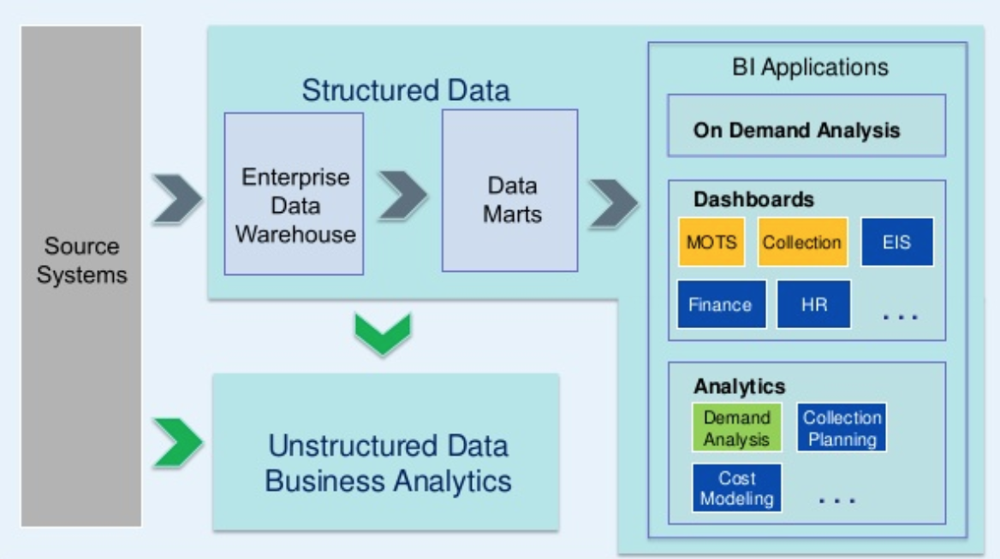 Source
Systems
Structured Data
Enterprise
Data
Warehouse
Data
Marts
Unstructured Data
Business Analytics
BI Applications
On Demand Analysis
Dashboards
MOTS
Collection
EIS
Finance
HR
. . .
Analytics
Demand
Analysis
Collection
Planning
Cost
Modeling
. . .